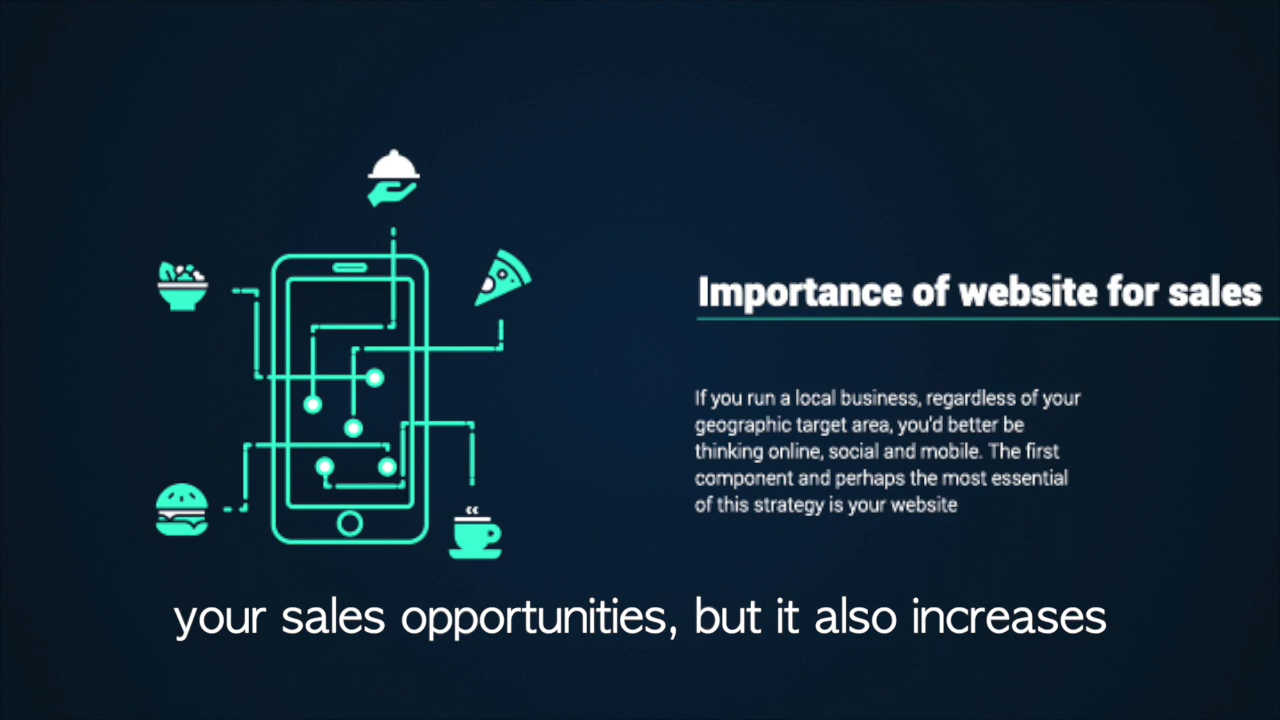 Importance of website for sales
If you run a local business, regardless of your
geographic target area, you'd better be
thinking online, social and mobile. The first
component and perhaps the most essential
of this strategy is your website
your sales opportunities, but it also increases